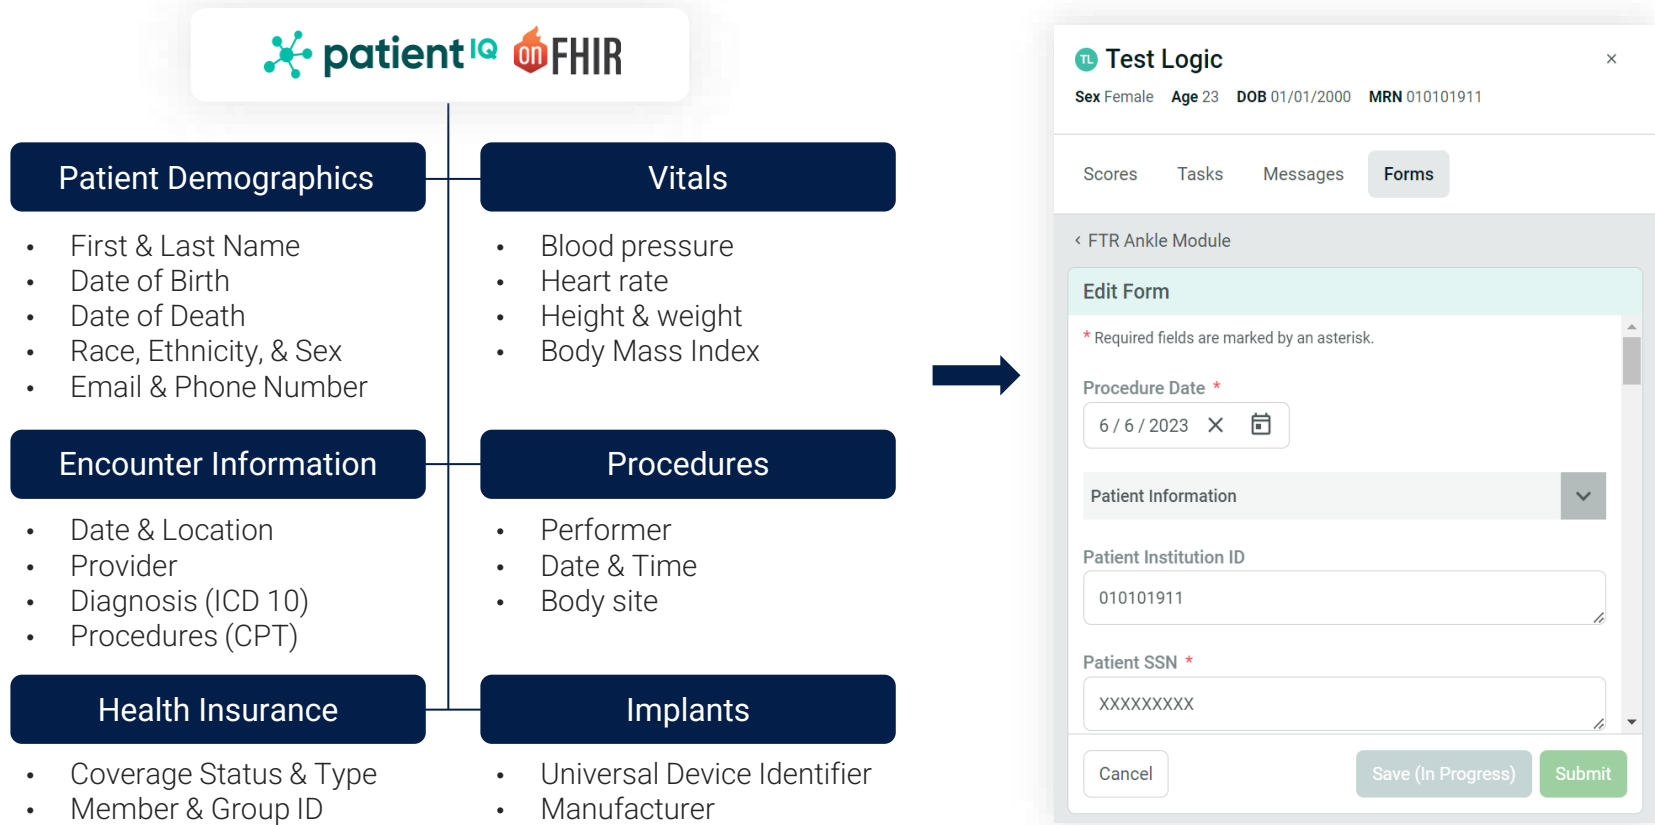 patient IQ on FHIR
Patient Demographics
• First & Last Name
• Date of Birth
• Date of Death
• Race, Ethnicity, & Sex
• Email & Phone Number
Vitals
• Blood pressure
• Heart rate
• Height & weight
• Body Mass Index
Encounter Information
• Date & Location
• Provider
• Diagnosis (ICD 10)
• Procedures (CPT)
Procedures
• Performer
• Date & Time
• Body site
Health Insurance
• Coverage Status & Type
• Member & Group ID
Implants
• Universal Device Identifier
• Manufacturer
TL Test Logic
Sex Female Age 23 DOB 01/01/2000 MRN 010101911
Scores Tasks Messages Forms
‹ FTR Ankle Module
Edit Form
* Required fields are marked by an asterisk.
Procedure Date *
6 / 6 / 2023
Patient Information
Patient Institution ID
010101911
Patient SSN *
XXXXXXXXX
Cancel Save (In Progress) Submit